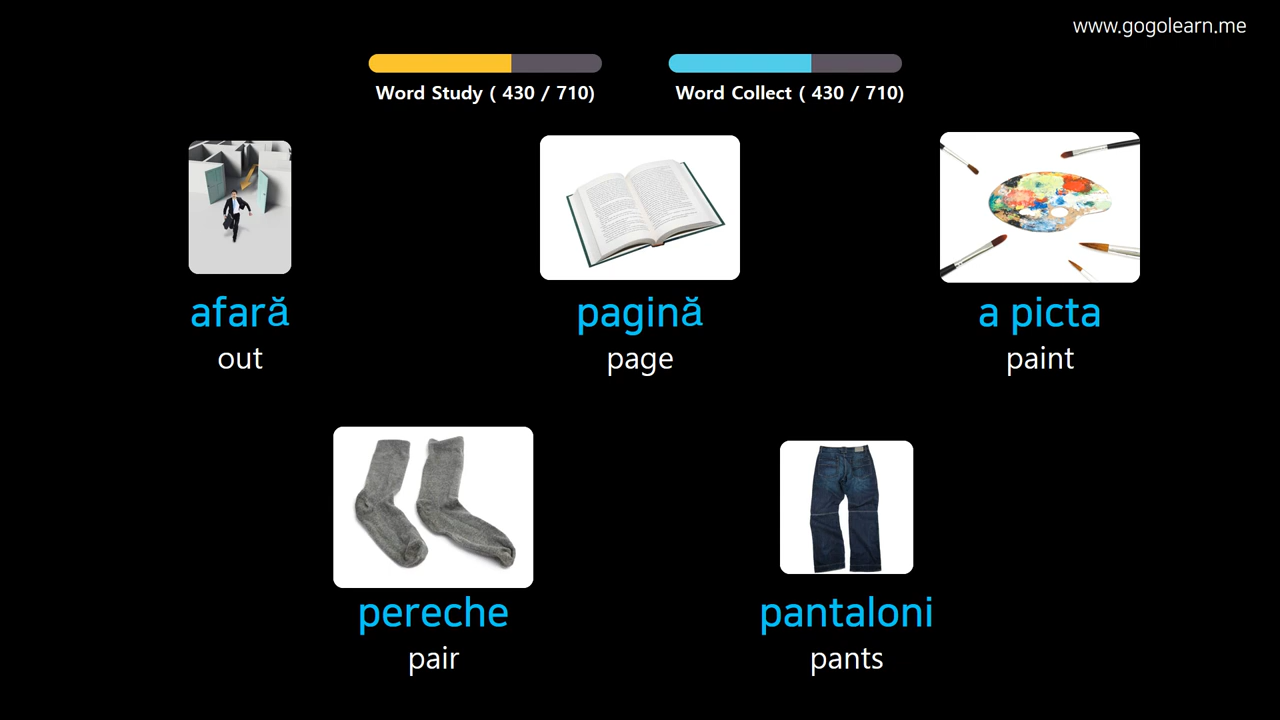 www.gogolearn.me
Word Study ( 430 / 710)
Word Collect ( 430 / 710)
afară
out
pagină
page
a picta
paint
pereche
pair
pantaloni
pants